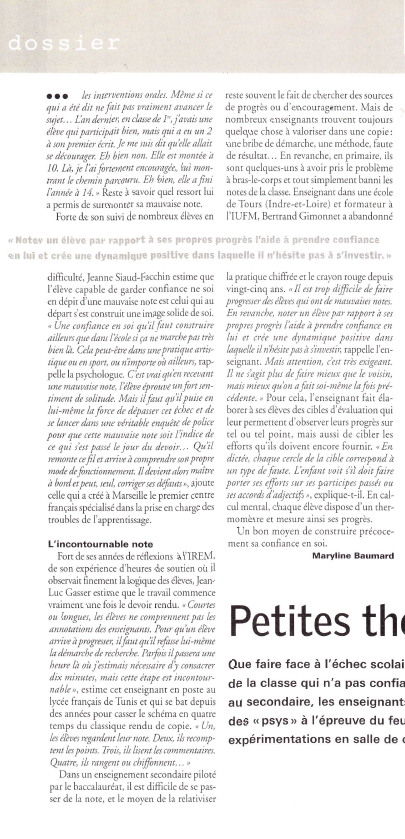 dossier
●●● les interventions orales. Même si ce
qui a été dit ne fait pas vraiment avancer le
sujet… L'an dernier, en classe de 1re, j'avais une
élève qui participait bien, mais qui a eu un 2
à son premier écrit. Je me suis dit qu'elle allait
se décourager. Eh bien non. Elle est montée à
10. Là, je l'ai fortement encouragée, lui mon-
trant le chemin parcouru. Eh bien, elle a fini
l'année à 14. » Reste à savoir quel ressort lui
a permis de surmonter sa mauvaise note.
Forte de son suivi de nombreux élèves en
« Noter un élève par rapport à ses propres progrès l'aide à prendre confiance
en lui et crée une dynamique positive dans laquelle il n'hésite pas à s'investir. »
difficulté, Jeanne Siaud-Facchin estime que
l'élève capable de garder confiance ne soi
en dépit d'une mauvaise note est celui qui au
départ s'est construit une image solide de soi.
« Une confiance en soi qu'il faut construire
ailleurs que dans l'école si ça ne marche pas très
bien là. Cela peut-être dans une pratique artis-
tique ou en sport, ou n'importe où ailleurs, rap-
pelle la psychologue. C'est vrai qu'en recevant
une mauvaise note, l'élève éprouve un fort sen-
timent de solitude. Mais il faut qu'il puise en
lui-même la force de dépasser cet échec et de
se lancer dans une véritable enquête de police
pour que cette mauvaise note soit l'indice de
ce qui s'est passé le jour du devoir… Qu'il
remonte ce fil et arrive à comprendre son propre
mode de fonctionnement. Il devient alors maître
à bord et peut, seul, corriger ses défauts », ajoute
celle qui a créé à Marseille le premier centre
français spécialisé dans la prise en charge des
troubles de l'apprentissage.
L'incontournable note
Fort de ses années de réflexions à l'IREM,
de son expérience d'heures de soutien où il
observait finement la logique des élèves, Jean-
Luc Gasser estime que le travail commence
vraiment une fois le devoir rendu. « Courtes
ou longues, les élèves ne comprennent pas les
annotations des enseignants. Pour qu'un élève
arrive à progresser, il faut qu'il refasse lui-même
la démarche de recherche. Parfois il passera une
heure là où j'estimais nécessaire d'y consacrer
dix minutes, mais cette étape est incontour-
nable », estime cet enseignant en poste au
lycée français de Tunis et qui se bat depuis
des années pour casser le schéma en quatre
temps du classique rendu de copie. « Un,
les élèves regardent leur note. Deux, ils recomp-
tent les points. Trois, ils lisent les commentaires.
Quatre, ils rangent ou chiffonnent… »
Dans un enseignement secondaire piloté
par le baccalauréat, il est difficile de se pas-
ser de la note, et le moyen de la relativiser
reste souvent le fait de chercher des sources
de progrès ou d'encouragement. Mais de
nombreux enseignants trouvent toujours
quelque chose à valoriser dans une copie :
une bribe de démarche, une méthode, faute
de résultat… En revanche, en primaire, ils
sont quelques-uns à avoir pris le problème
à bras-le-corps et tout simplement banni les
notes de la classe. Enseignant dans une école
de Tours (Indre-et-Loire) et formateur à
l'IUFM, Bertrand Gimonnet a abandonné
la pratique chiffrée et le crayon rouge depuis
vingt-cinq ans. « Il est trop difficile de faire
progresser des élèves qui ont de mauvaises notes.
En revanche, noter un élève par rapport à ses
propres progrès l'aide à prendre confiance en
lui et crée une dynamique positive dans
laquelle il n'hésite pas à s'investir, rappelle l'en-
seignant. Mais attention, c'est très exigeant.
Il ne s'agit plus de faire mieux que le voisin,
mais mieux qu'on a fait soi-même la fois pré-
cédente. » Pour cela, l'enseignant fait éla-
borer à ses élèves des cibles d'évaluation qui
leur permettent d'observer leurs progrès sur
tel ou tel point, mais aussi de cibler les
efforts qu'ils doivent encore fournir. « En
dictée, chaque cercle de la cible correspond à
un type de faute. L'enfant voit s'il doit faire
porter ses efforts sur ses participes passés ou
ses accords d'adjectifs », explique-t-il. En cal-
cul mental, chaque élève dispose d'un ther-
momètre et mesure ainsi ses progrès.
Un bon moyen de construire précoce-
ment sa confiance en soi.
Maryline Baumard
Petites the
Que faire face à l'échec scolai
de la classe qui n'a pas confia
au secondaire, les enseignants
des « psys » à l'épreuve du feu
expérimentations en salle de c